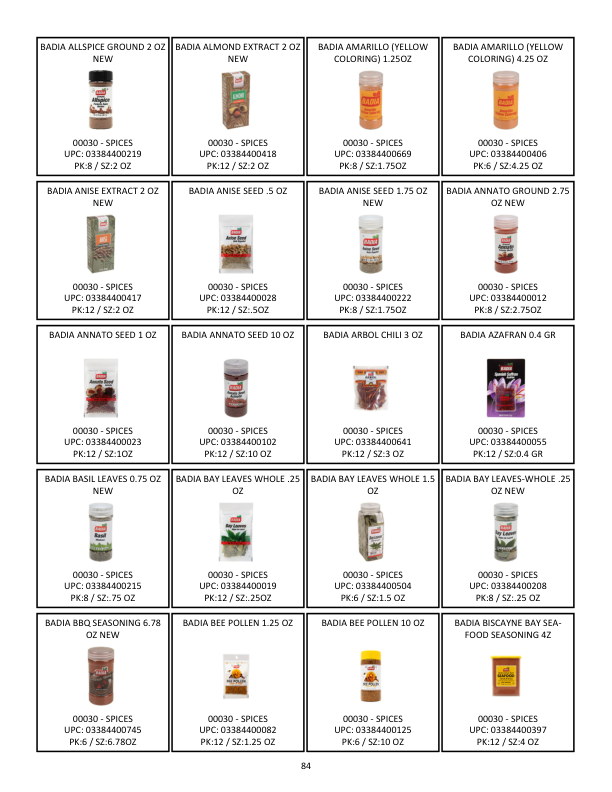 BADIA ALLSPICE GROUND 2 OZ
NEW
00030 - SPICES
UPC: 03384400219
PK:8 / SZ:2 OZ
BADIA ALMOND EXTRACT 2 OZ
NEW
00030 - SPICES
UPC: 03384400418
PK:12 / SZ:2 OZ
BADIA AMARILLO (YELLOW
COLORING) 1.25OZ
00030 - SPICES
UPC: 03384400669
PK:8 / SZ:1.75OZ
BADIA AMARILLO (YELLOW
COLORING) 4.25 OZ
00030 - SPICES
UPC: 03384400406
PK:6 / SZ:4.25 OZ
BADIA ANISE EXTRACT 2 OZ
NEW
00030 - SPICES
UPC: 03384400417
PK:12 / SZ:2 OZ
BADIA ANISE SEED .5 OZ
00030 - SPICES
UPC: 03384400028
PK:12 / SZ:.5OZ
BADIA ANISE SEED 1.75 OZ
NEW
00030 - SPICES
UPC: 03384400222
PK:8 / SZ:1.75OZ
BADIA ANNATO GROUND 2.75
OZ NEW
00030 - SPICES
UPC: 03384400012
PK:8 / SZ:2.75OZ
BADIA ANNATO SEED 1 OZ
00030 - SPICES
UPC: 03384400023
PK:12 / SZ:1OZ
BADIA ANNATO SEED 10 OZ
00030 - SPICES
UPC: 03384400102
PK:12 / SZ:10 OZ
BADIA ARBOL CHILI 3 OZ
00030 - SPICES
UPC: 03384400641
PK:12 / SZ:3 OZ
BADIA AZAFRAN 0.4 GR
00030 - SPICES
UPC: 03384400055
PK:12 / SZ:0.4 GR
BADIA BASIL LEAVES 0.75 OZ
NEW
00030 - SPICES
UPC: 03384400215
PK:8 / SZ:.75 OZ
BADIA BAY LEAVES WHOLE .25
OZ
00030 - SPICES
UPC: 03384400019
PK:12 / SZ:.25OZ
BADIA BAY LEAVES WHOLE 1.5
OZ
00030 - SPICES
UPC: 03384400504
PK:6 / SZ:1.5 OZ
BADIA BAY LEAVES-WHOLE .25
OZ NEW
00030 - SPICES
UPC: 03384400208
PK:8 / SZ:.25 OZ
BADIA BBQ SEASONING 6.78
OZ NEW
00030 - SPICES
UPC: 03384400745
PK:6 / SZ:6.78OZ
BADIA BEE POLLEN 1.25 OZ
00030 - SPICES
UPC: 03384400082
PK:12 / SZ:1.25 OZ
BADIA BEE POLLEN 10 OZ
00030 - SPICES
UPC: 03384400125
PK:6 / SZ:10 OZ
BADIA BISCAYNE BAY SEA-
FOOD SEASONING 4Z
00030 - SPICES
UPC: 03384400397
PK:12 / SZ:4 OZ
84